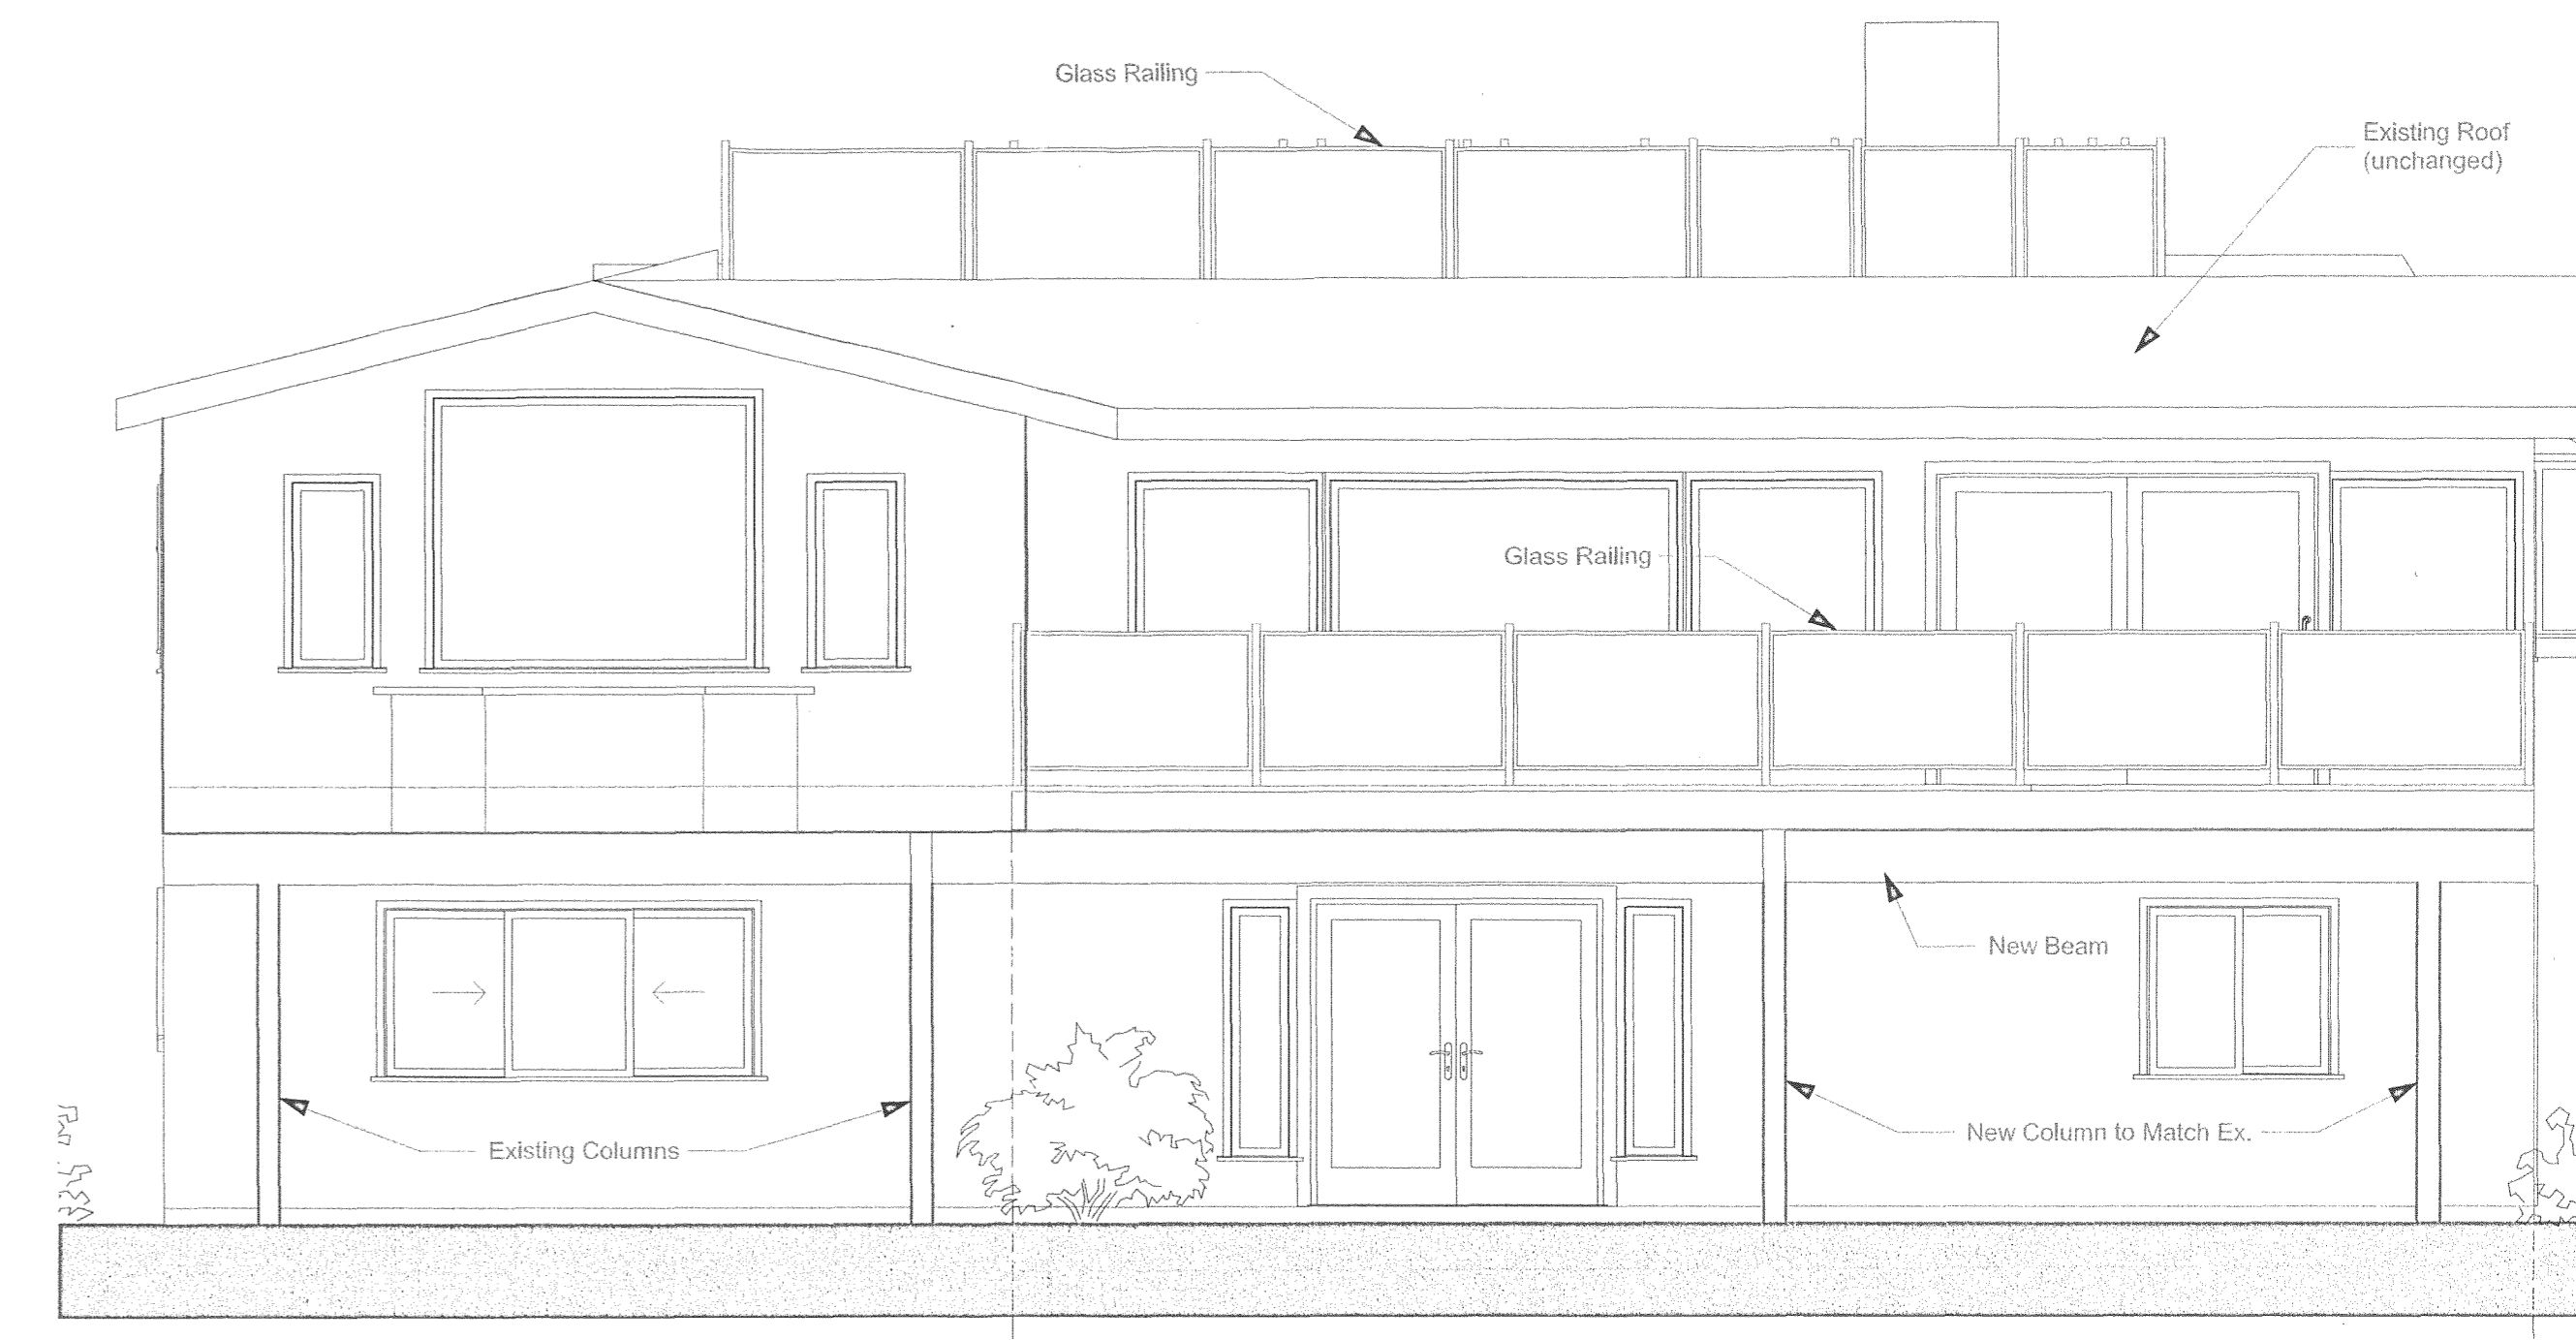 Glass Railing
Existing Roof
(unchanged)
Glass Railing
New Beam
Existing Columns
New Column to Match Ex.